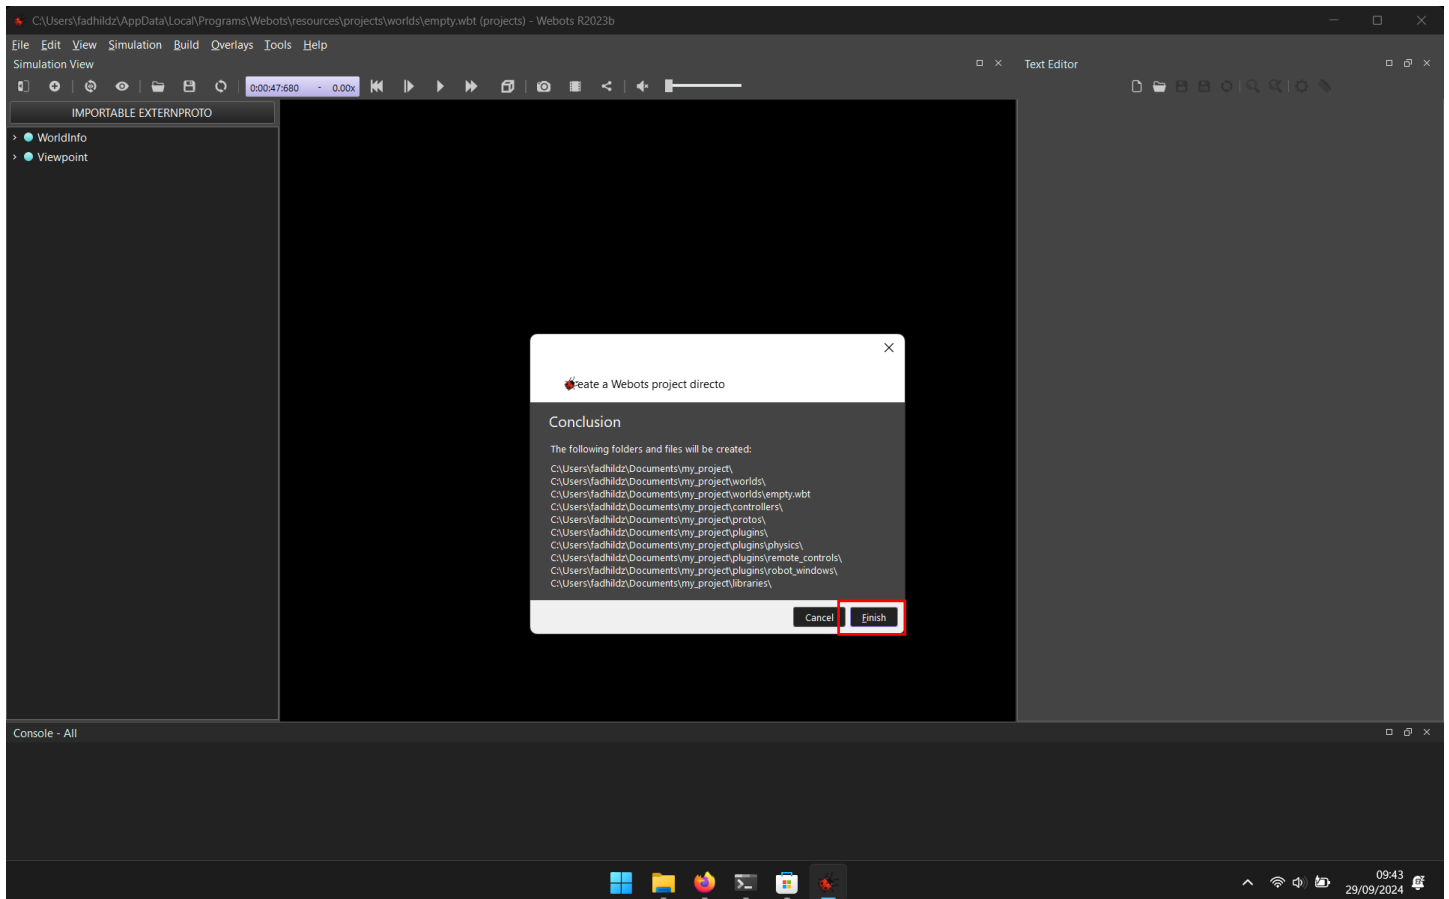 C:\Users\fadhildz\AppData\Local\Programs\Webots\resources\projects\worlds\empty.wbt (projects) - Webots R2023b
File Edit View Simulation Build Overlays Tools Help
Simulation View
Text Editor
0:00:47:680 - 0.00x
IMPORTABLE EXTERNPROTO
WorldInfo
Viewpoint
reate a Webots project directo
Conclusion
The following folders and files will be created:
C:\Users\fadhildz\Documents\my_project\
C:\Users\fadhildz\Documents\my_project\worlds\
C:\Users\fadhildz\Documents\my_project\worlds\empty.wbt
C:\Users\fadhildz\Documents\my_project\controllers\
C:\Users\fadhildz\Documents\my_project\protos\
C:\Users\fadhildz\Documents\my_project\plugins\
C:\Users\fadhildz\Documents\my_project\plugins\physics\
C:\Users\fadhildz\Documents\my_project\plugins\remote_controls\
C:\Users\fadhildz\Documents\my_project\plugins\robot_windows\
C:\Users\fadhildz\Documents\my_project\libraries\
Cancel Finish
Console - All
09:43
29/09/2024